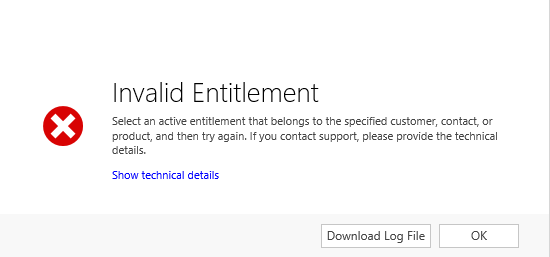 Invalid Entitlement
Select an active entitlement that belongs to the specified customer, contact, or
product, and then try again. If you contact support, please provide the technical
details.
Show technical details
Download Log File
OK